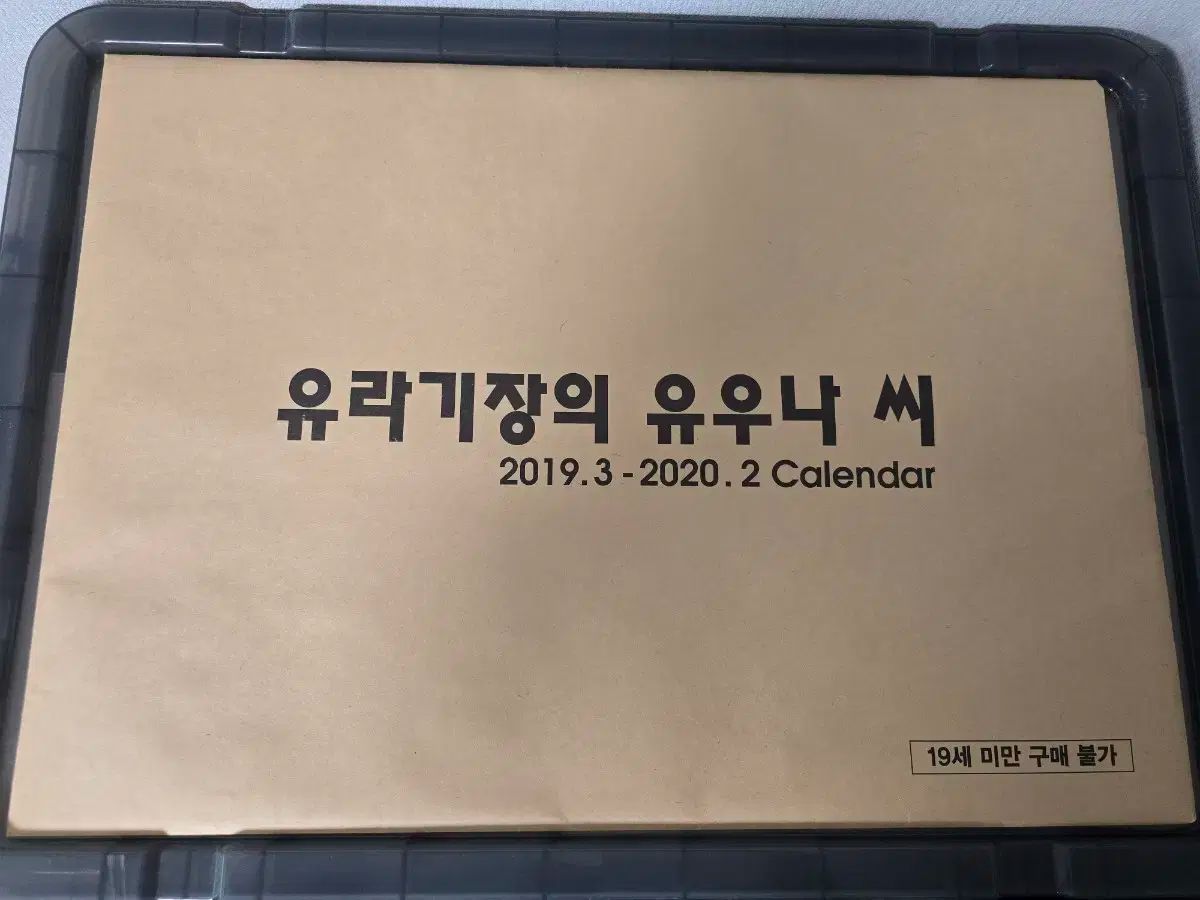 유라기장의 유우나 씨
2019.3 - 2020.2 Calendar
19세 미만 구매 불가